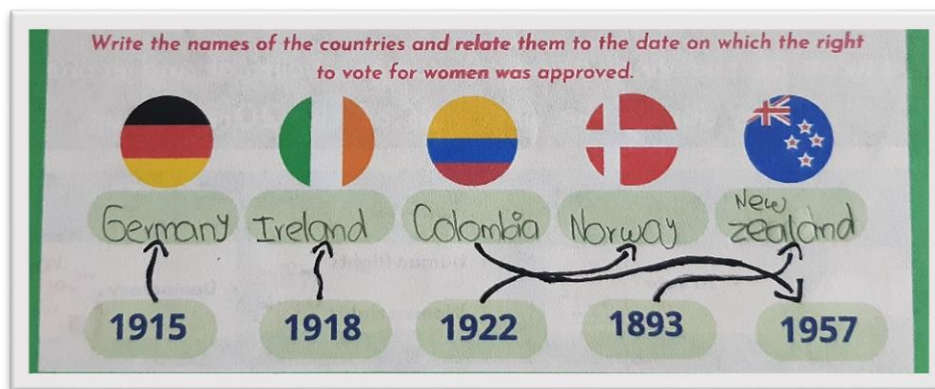 Write the names of the countries and relate them to the date on which the right
to vote for women was approved.
Germany Ireland Colombia Norway New
zealand
1915 1918 1922 1893 1957